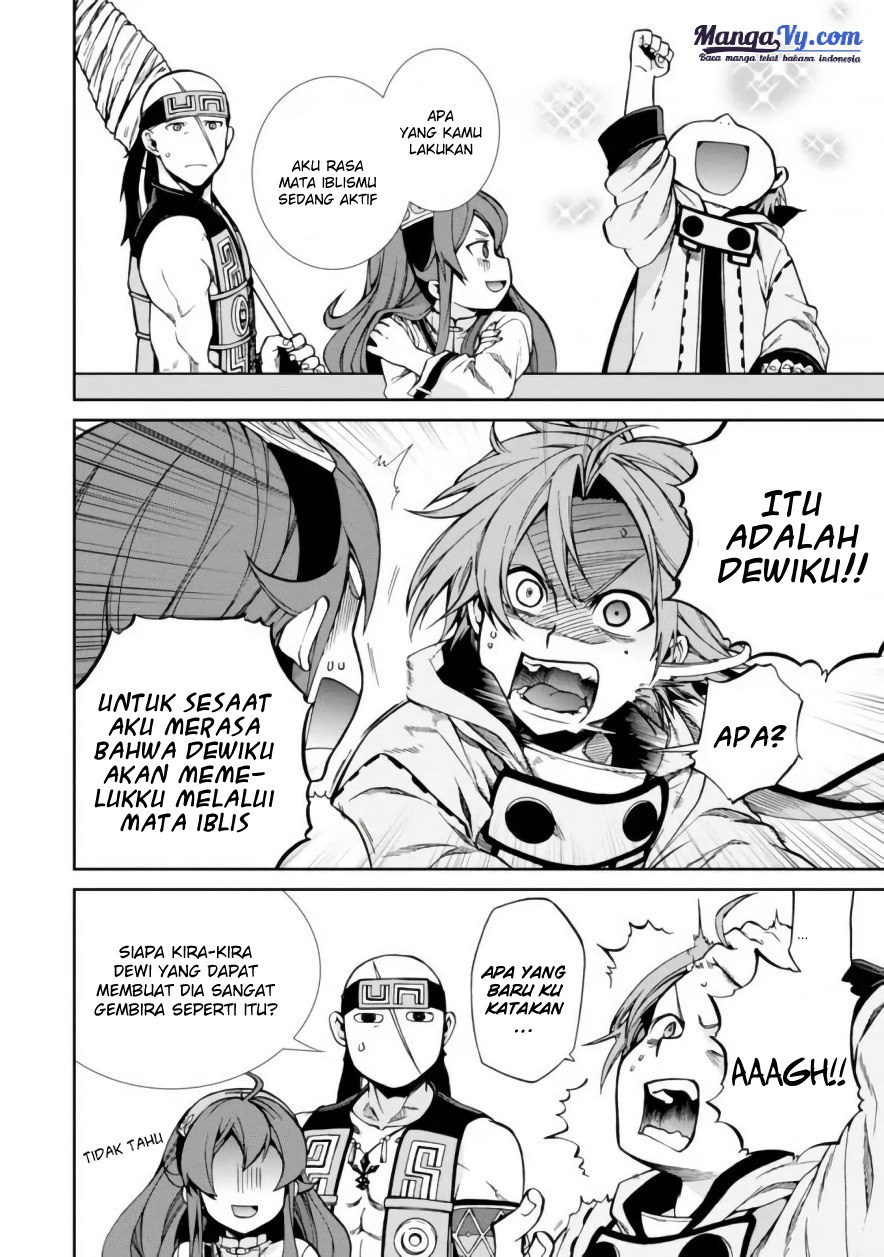 MangaVy.com
Baca manga telat bahasa indonesia
APA
YANG KAMU
LAKUKAN
AKU RASA
MATA IBLISMU
SEDANG AKTIF
ITU
ADALAH
DEWIKU!!
APA?
UNTUK SESAAT
AKU MERASA
BAHWA DEWIKU
AKAN MEME-
LUKKU MELALUI
MATA IBLIS
...
AAAGH!!
APA YANG
BARU KU
KATAKAN
...
SIAPA KIRA-KIRA
DEWI YANG DAPAT
MEMBUAT DIA SANGAT
GEMBIRA SEPERTI ITU?
TIDAK TAHU